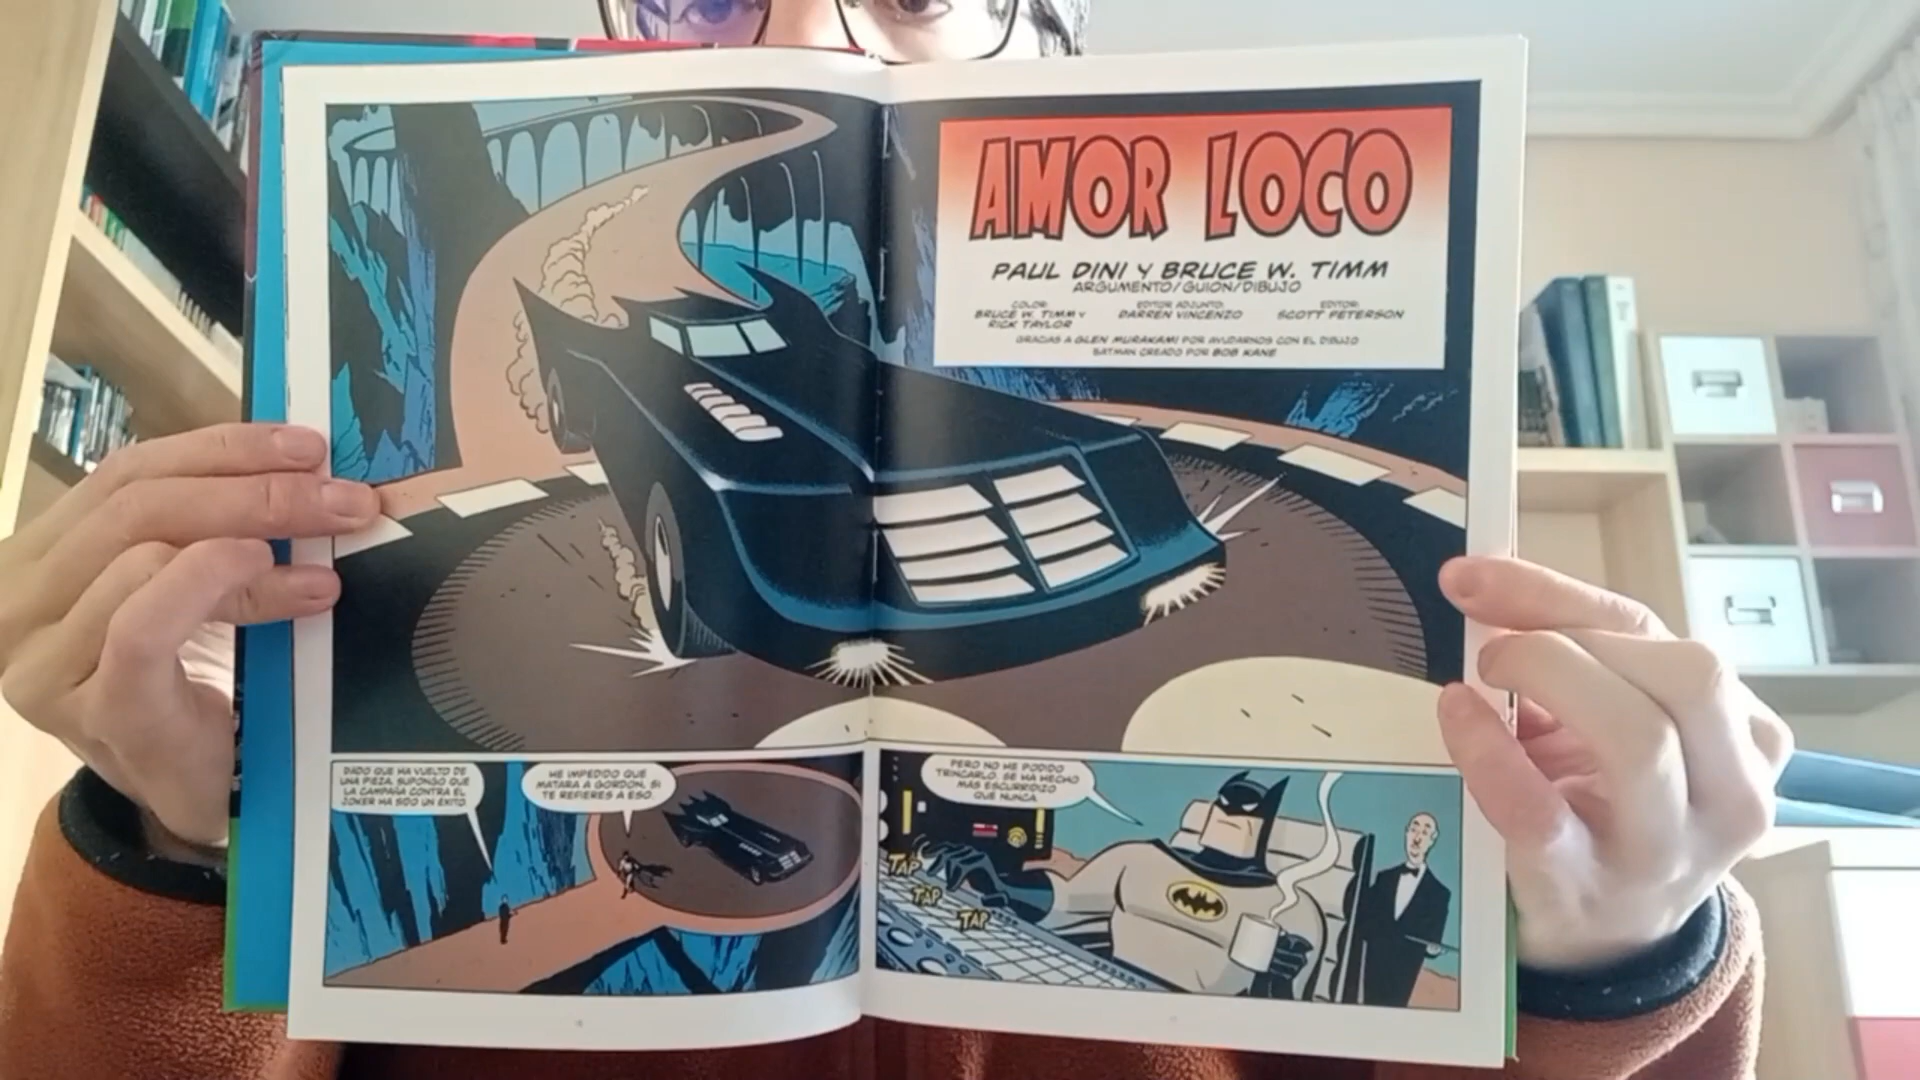 AMOR LOCO
PAUL DINI Y BRUCE W. TIMM
ARGUMENTO/GUION/DIBUJO
COLOR:
BRUCE W. TIMM Y
RICK TAYLOR
EDITOR ADJUNTO:
DARREN VINCENZO
EDITOR:
SCOTT PETERSON
GRACIAS A GLEN MURAKAMI POR AYUDARNOS CON EL DIBUJO
BATMAN CREADO POR BOB KANE
DADO QUE HA VUELTO DE
UNA PIEZA, SUPONGO QUE
LA CAMPAÑA CONTRA EL
JOKER HA SIDO UN ÉXITO.
HE IMPEDIDO QUE
MATARA A GORDON, SI
TE REFIERES A ESO.
PERO NO HE PODIDO
TRINCARLO. SE HA HECHO
MÁS ESCURRIDIZO
QUE NUNCA.
TAP
TAP
TAP